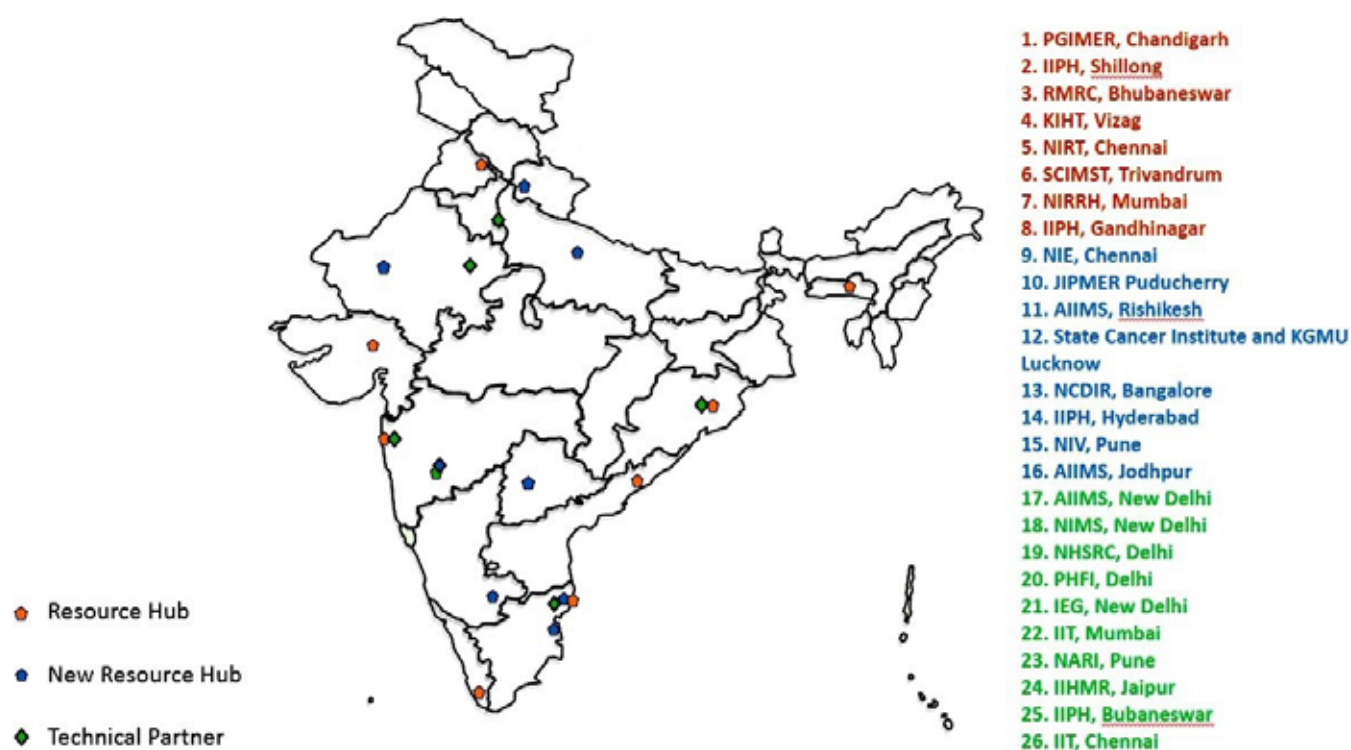 1. PGIMER, Chandigarh
2. IIPH, Shillong
3. RMRC, Bhubaneswar
4. KIHT, Vizag
5. NIRT, Chennai
6. SCIMST, Trivandrum
7. NIRRH, Mumbai
8. IIPH, Gandhinagar
9. NIE, Chennai
10. JIPMER Puducherry
11. AIIMS, Rishikesh
12. State Cancer Institute and KGMU
Lucknow
13. NCDIR, Bangalore
14. IIPH, Hyderabad
15. NIV, Pune
16. AIIMS, Jodhpur
17. AIIMS, New Delhi
18. NIMS, New Delhi
19. NHSRC, Delhi
20. PHFI, Delhi
21. IEG, New Delhi
22. IIT, Mumbai
23. NARI, Pune
24. IIHMR, Jaipur
25. IIPH, Bubaneswar
26. IIT, Chennai
Resource Hub
New Resource Hub
Technical Partner